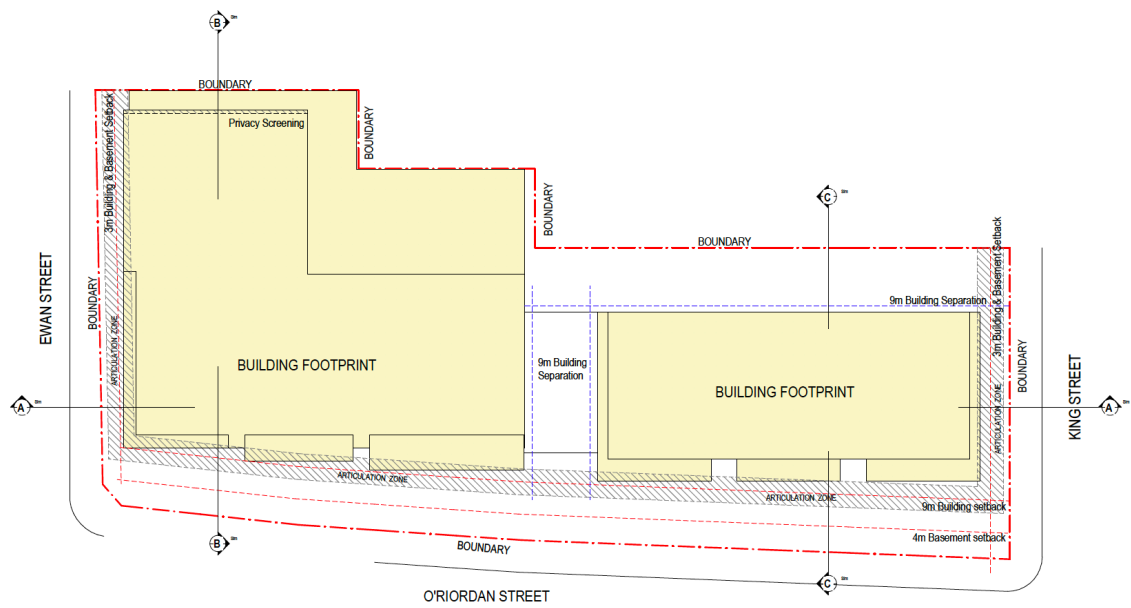 B
BOUNDARY
3m Building & Basement Setback
Privacy Screening
BOUNDARY
C
BOUNDARY
BOUNDARY
3m Building & Basement Setback
EWAN STREET
BOUNDARY
9m Building Separation
ARTICULATION ZONE
BUILDING FOOTPRINT
9m Building
Separation
BUILDING FOOTPRINT
BOUNDARY
KING STREET
A
A
ARTICULATION ZONE
ARTICULATION ZONE
ARTICULATION ZONE
9m Building setback
4m Basement setback
B
BOUNDARY
C
O'RIORDAN STREET